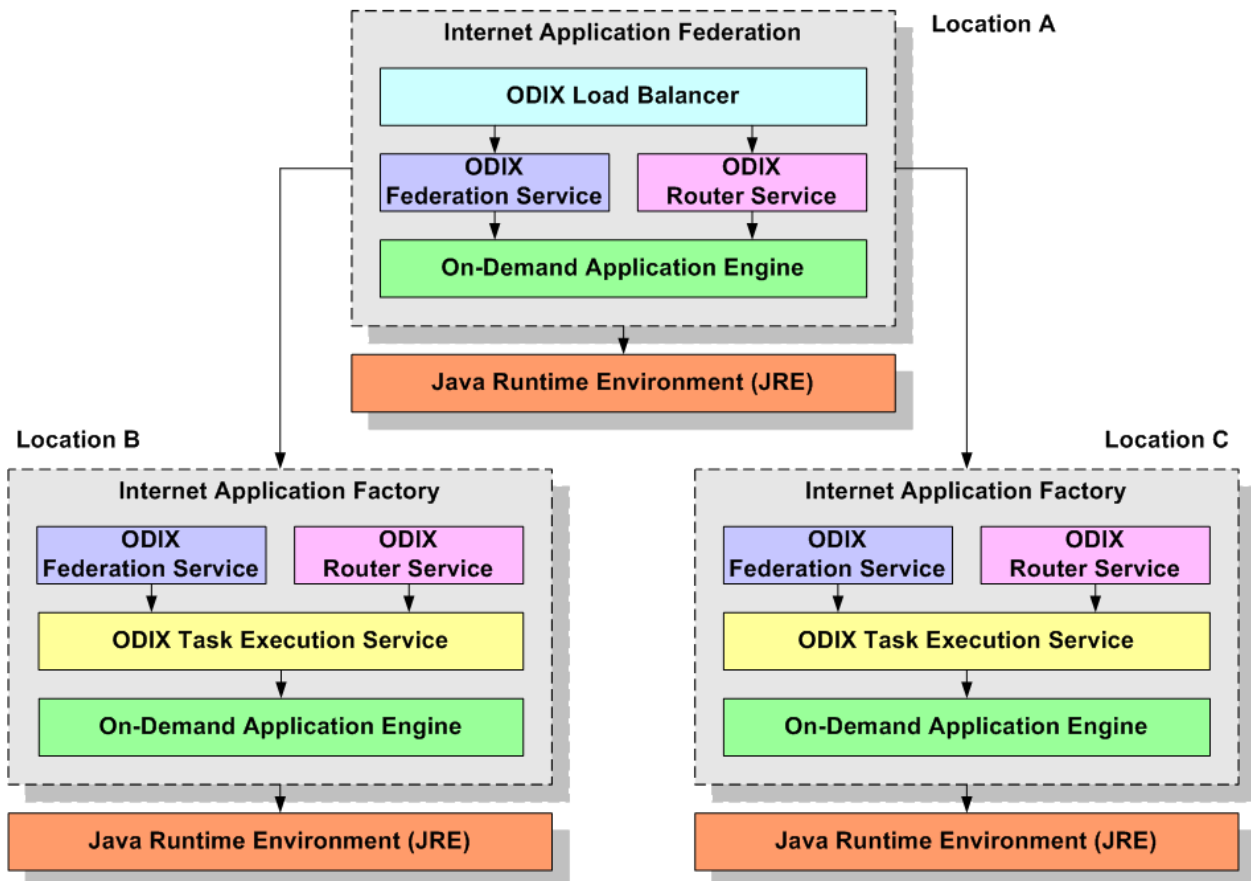 Internet Application Federation
Location A
ODIX Load Balancer
ODIX
Federation Service
ODIX
Router Service
On-Demand Application Engine
Java Runtime Environment (JRE)
Location B
Internet Application Factory
ODIX
Federation Service
ODIX
Router Service
ODIX Task Execution Service
On-Demand Application Engine
Java Runtime Environment (JRE)
Location C
Internet Application Factory
ODIX
Federation Service
ODIX
Router Service
ODIX Task Execution Service
On-Demand Application Engine
Java Runtime Environment (JRE)